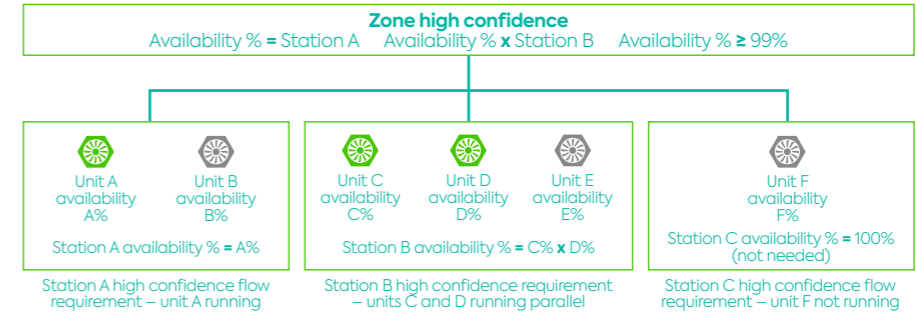 Zone high confidence
Availability % = Station A Availability % x Station B Availability % ≥ 99%
Unit A
availability
A%
Unit B
availability
B%
Station A availability % = A%
Unit C
availability
C%
Unit D
availability
D%
Unit E
availability
E%
Station B availability % = C% x D%
Unit F
availability
F%
Station C availability % = 100%
(not needed)
Station A high confidence flow
requirement – unit A running
Station B high confidence requirement
– units C and D running parallel
Station C high confidence flow
requirement – unit F not running